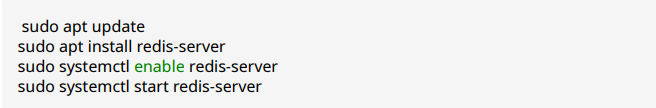 sudo apt update
sudo apt install redis-server
sudo systemctl enable redis-server
sudo systemctl start redis-server